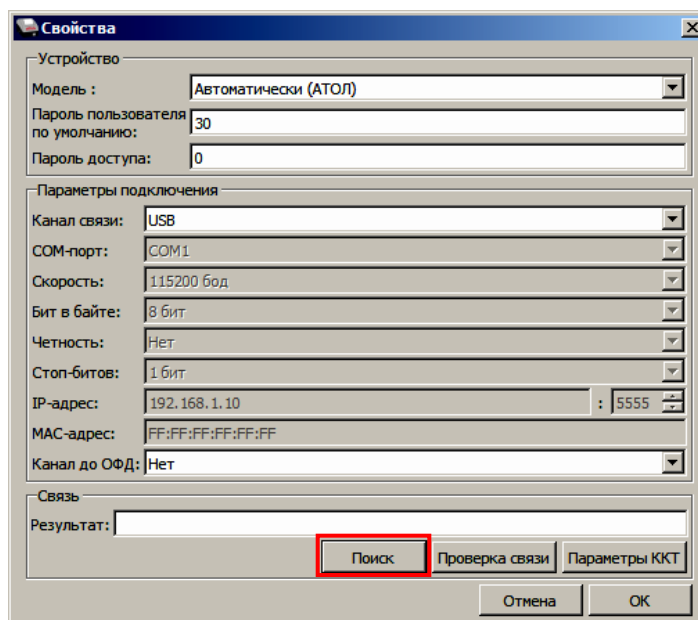 Свойства
Устройство
Модель : Автоматически (АТОЛ)
Пароль пользователя
по умолчанию: 30
Пароль доступа: 0
Параметры подключения
Канал связи: USB
COM-порт: COM1
Скорость: 115200 бод
Бит в байте: 8 бит
Четность: Нет
Стоп-битов: 1 бит
IP-адрес: 192.168.1.10 : 5555
MAC-адрес: FF:FF:FF:FF:FF:FF
Канал до ОФД: Нет
Связь
Результат:
Поиск Проверка связи Параметры ККТ
Отмена ОК